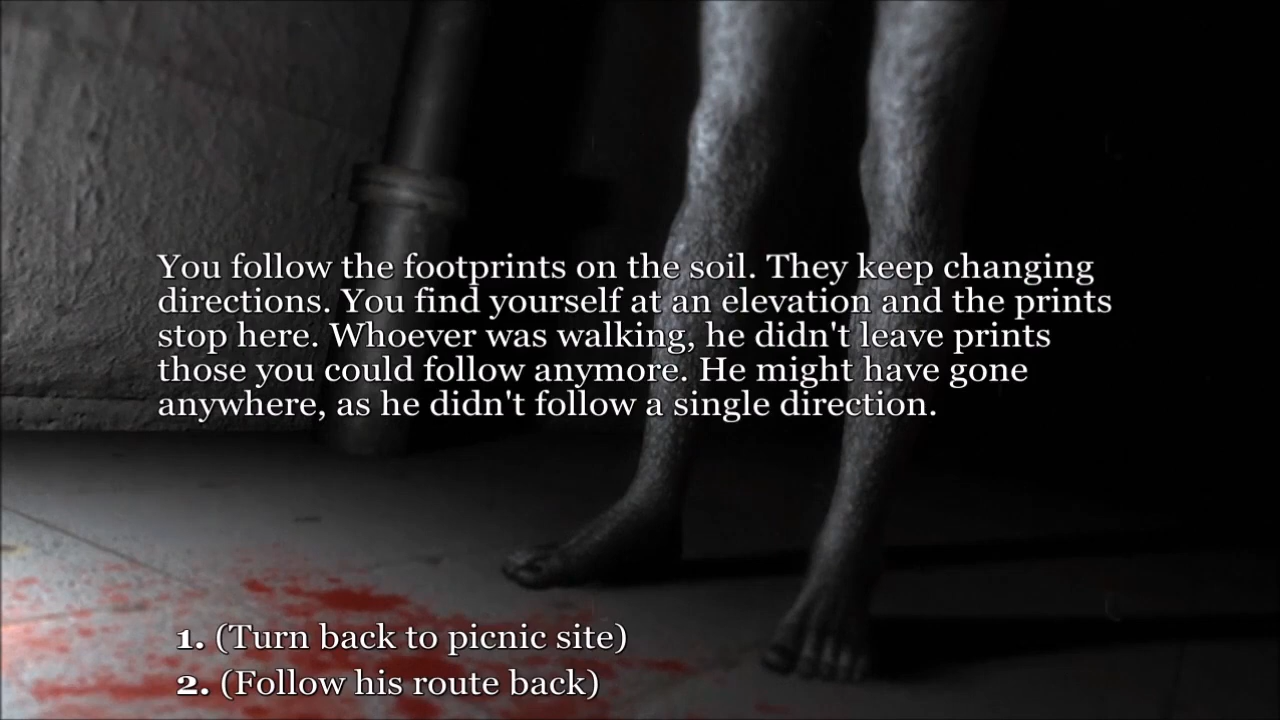 You follow the footprints on the soil. They keep changing
directions. You find yourself at an elevation and the prints
stop here. Whoever was walking, he didn't leave prints
those you could follow anymore. He might have gone
anywhere, as he didn't follow a single direction.
1. (Turn back to picnic site)
2. (Follow his route back)